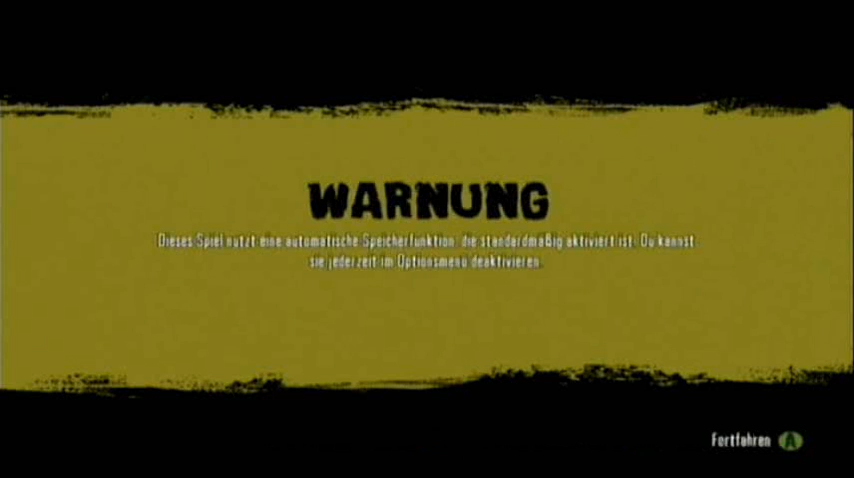 WARNUNG
Dieses Spiel nutzt eine automatische Speicherfunktion, die standardmäßig aktiviert ist. Du kannst
sie jederzeit im Optionsmenü deaktivieren.
Fortfahren A